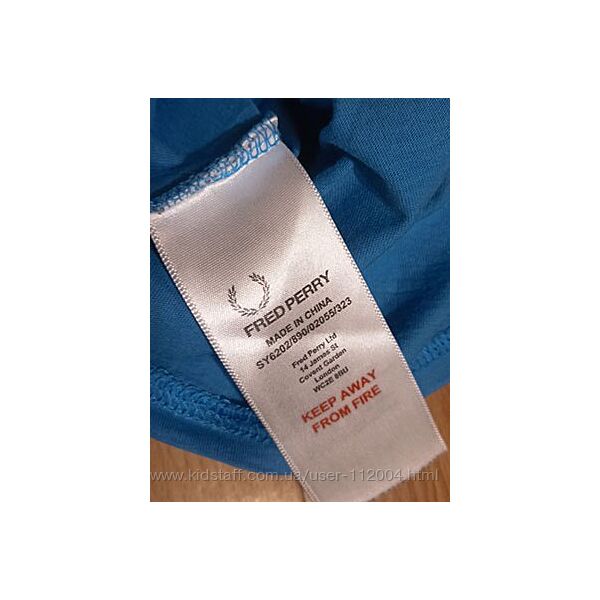 FRED PERRY
MADE IN CHINA
SY6202/890/02055/323
Fred Perry Ltd
14 James St
Covent Garden
London
WC2E 8BU
KEEP AWAY
FROM FIRE
www.kidstaff.com.ua/user-112004.html